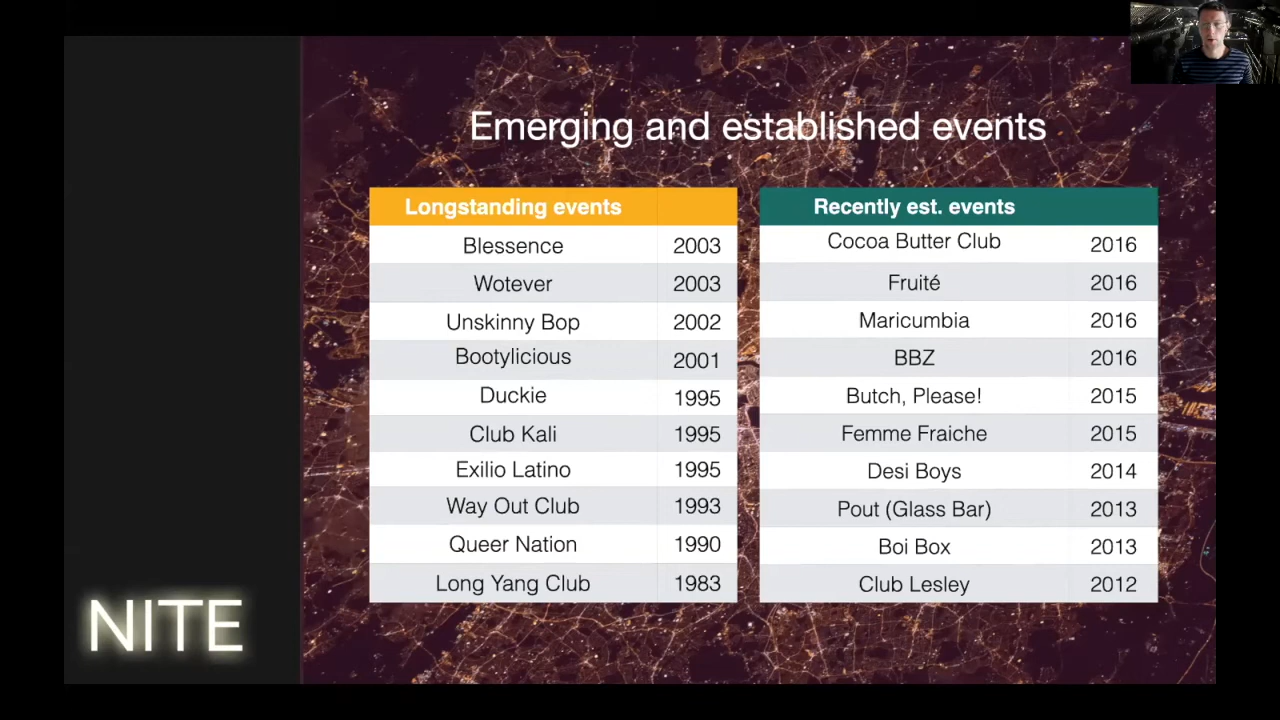 Emerging and established events
Longstanding events
Blessence 2003
Wotever 2003
Unskinny Bop 2002
Bootylicious 2001
Duckie 1995
Club Kali 1995
Exilio Latino 1995
Way Out Club 1993
Queer Nation 1990
Long Yang Club 1983
Recently est. events
Cocoa Butter Club 2016
Fruité 2016
Maricumbia 2016
BBZ 2016
Butch, Please! 2015
Femme Fraiche 2015
Desi Boys 2014
Pout (Glass Bar) 2013
Boi Box 2013
Club Lesley 2012
NITE